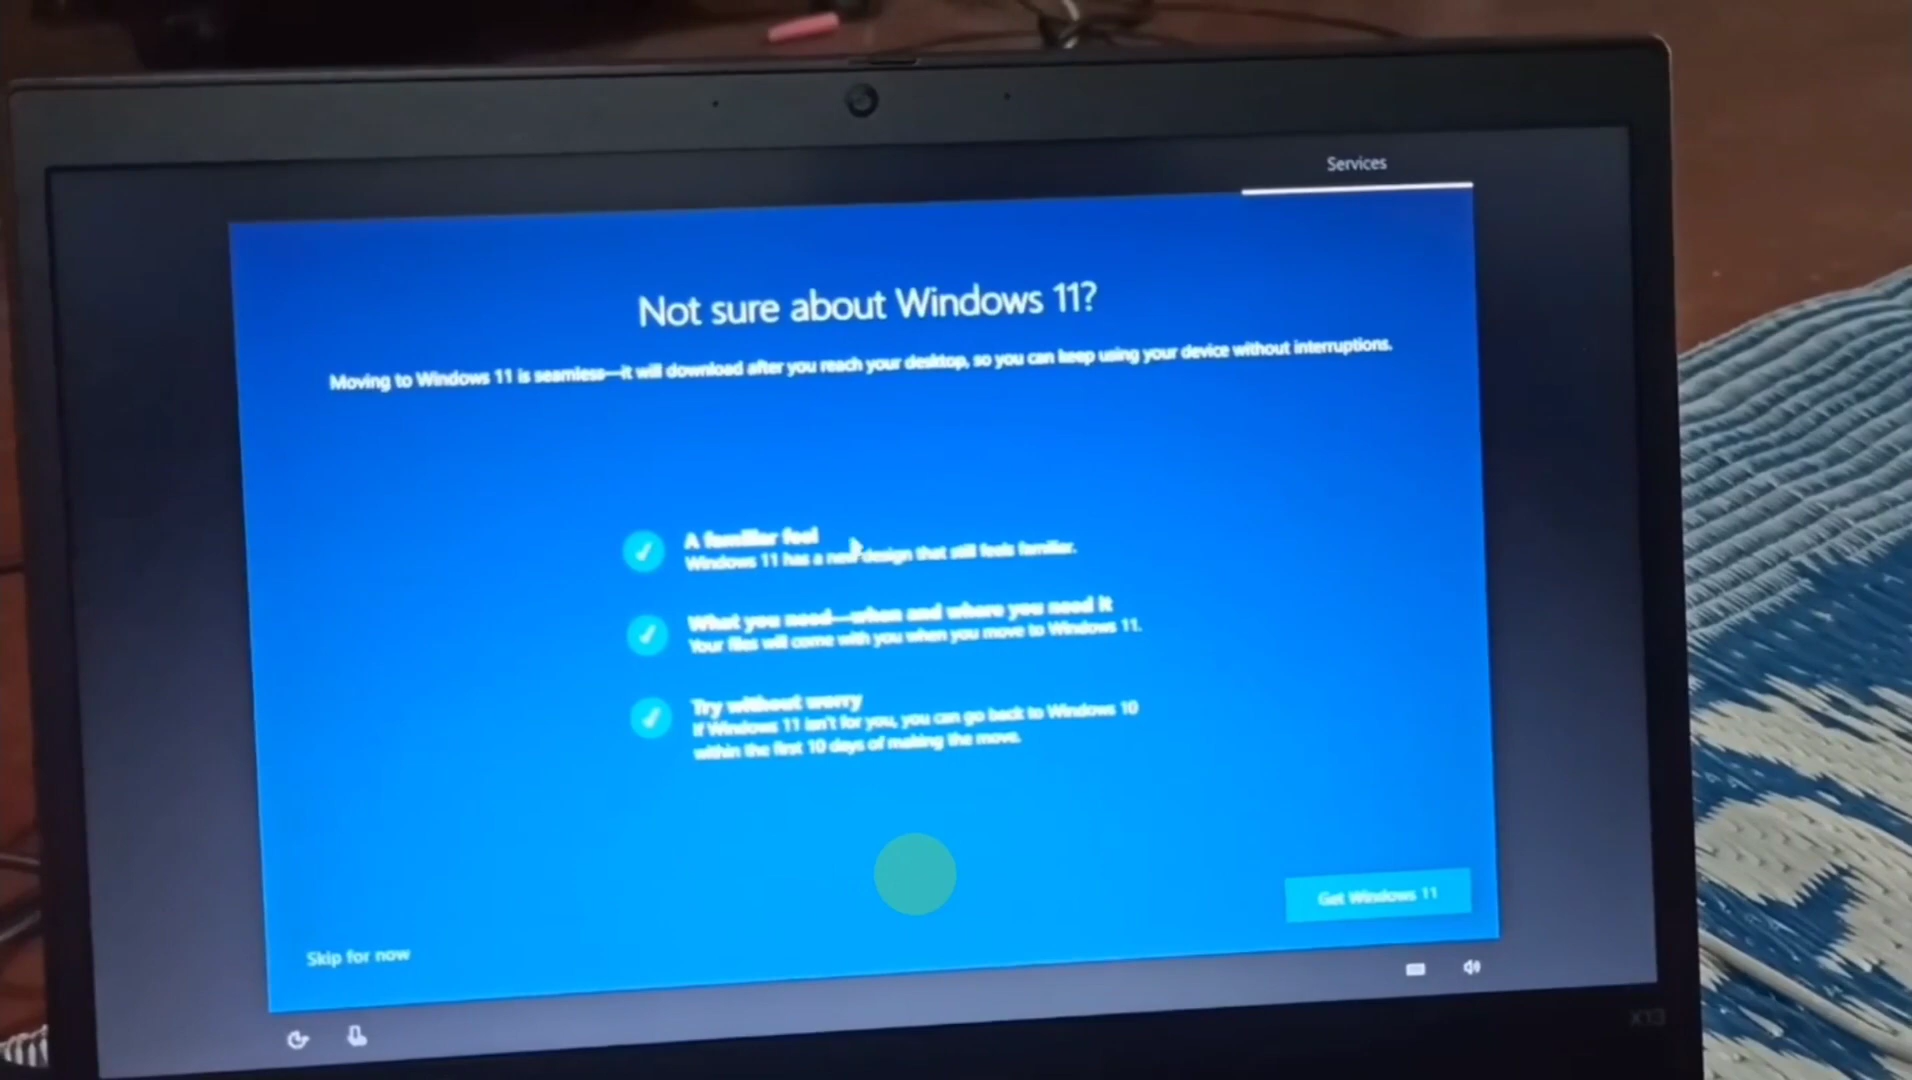 Services
Not sure about Windows 11?
Moving to Windows 11 is seamless—it will download after you reach your desktop, so you can keep using your device without interruptions.
A familiar feel
Windows 11 has a new design that still feels familiar.
What you need—when and where you need it
Your files will come with you when you move to Windows 11.
Try without worry
If Windows 11 isn't for you, you can go back to Windows 10
within the first 10 days of making the move.
Get Windows 11
Skip for now
X13